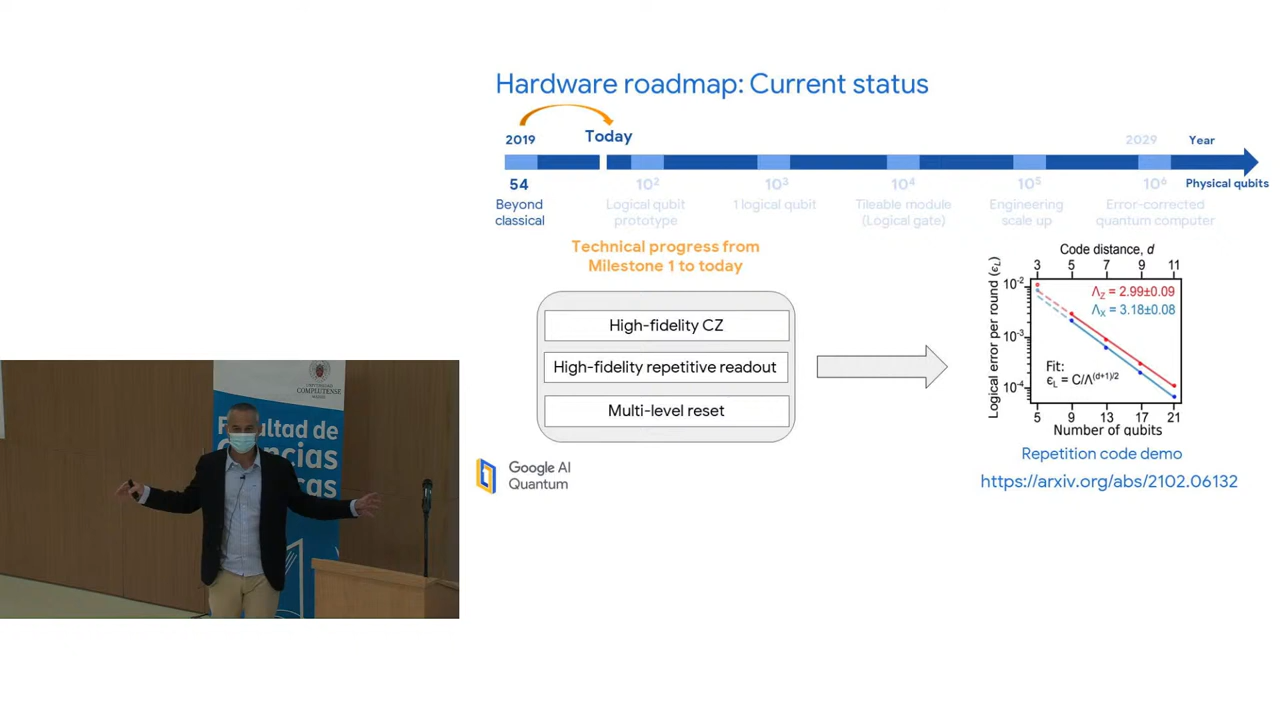 Hardware roadmap: Current status
2019
Today
2029
Year
54
10²
10³
10⁴
10⁵
10⁶
Physical qubits
Beyond
classical
Logical qubit
prototype
1 logical qubit
Tileable module
(Logical gate)
Engineering
scale up
Error-corrected
quantum computer
Technical progress from
Milestone 1 to today
High-fidelity CZ
High-fidelity repetitive readout
Multi-level reset
Code distance, d
3 5 7 9 11
Logical error per round (ϵL)
10⁻²
10⁻³
10⁻⁴
ΛZ = 2.99±0.09
ΛX = 3.18±0.08
Fit:
ϵL = C/Λ^(d+1)/2
5 9 13 17 21
Number of qubits
Repetition code demo
https://arxiv.org/abs/2102.06132
Google AI
Quantum
UNIVERSIDAD
COMPLUTENSE
Facultad de